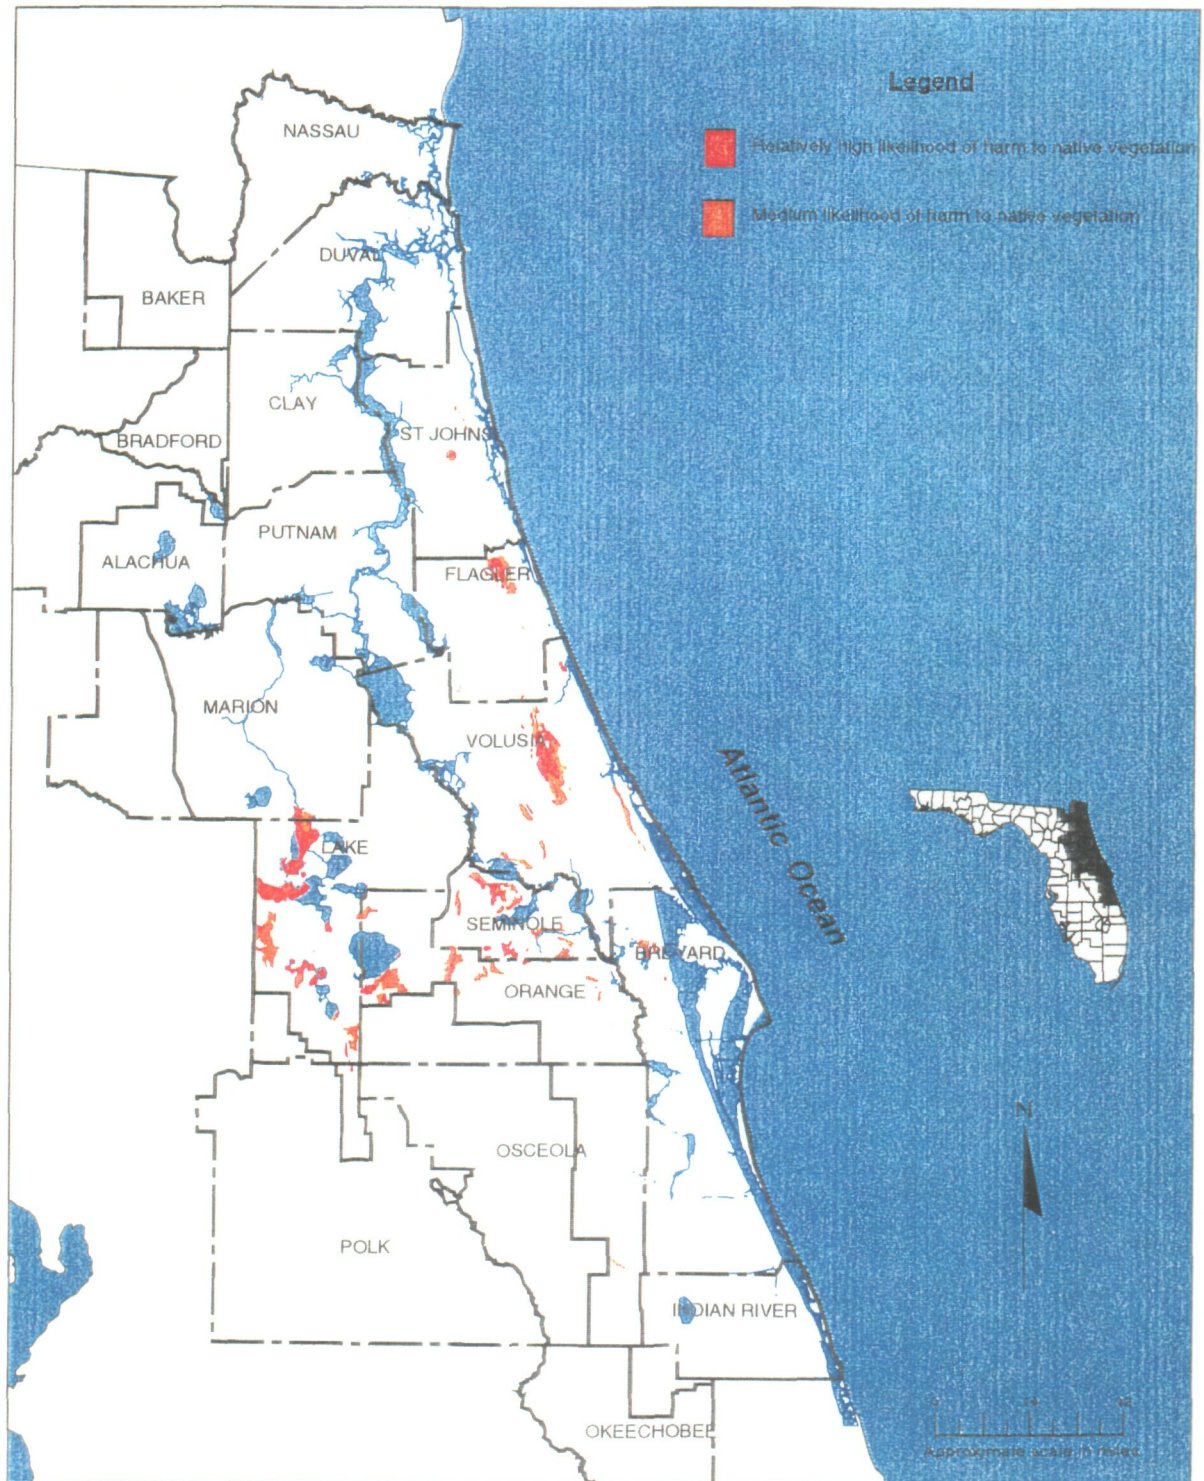 Legend
Relatively high likelihood of harm to native vegetation
Medium likelihood of harm to native vegetation
NASSAU
DUVAL
BAKER
CLAY
ST JOHNS
BRADFORD
PUTNAM
ALACHUA
FLAGLER
MARION
VOLUSIA
Atlantic Ocean
LAKE
SEMINOLE
BREVARD
ORANGE
N
OSCEOLA
POLK
INDIAN RIVER
OKEECHOBEE
0
Approximate scale in miles